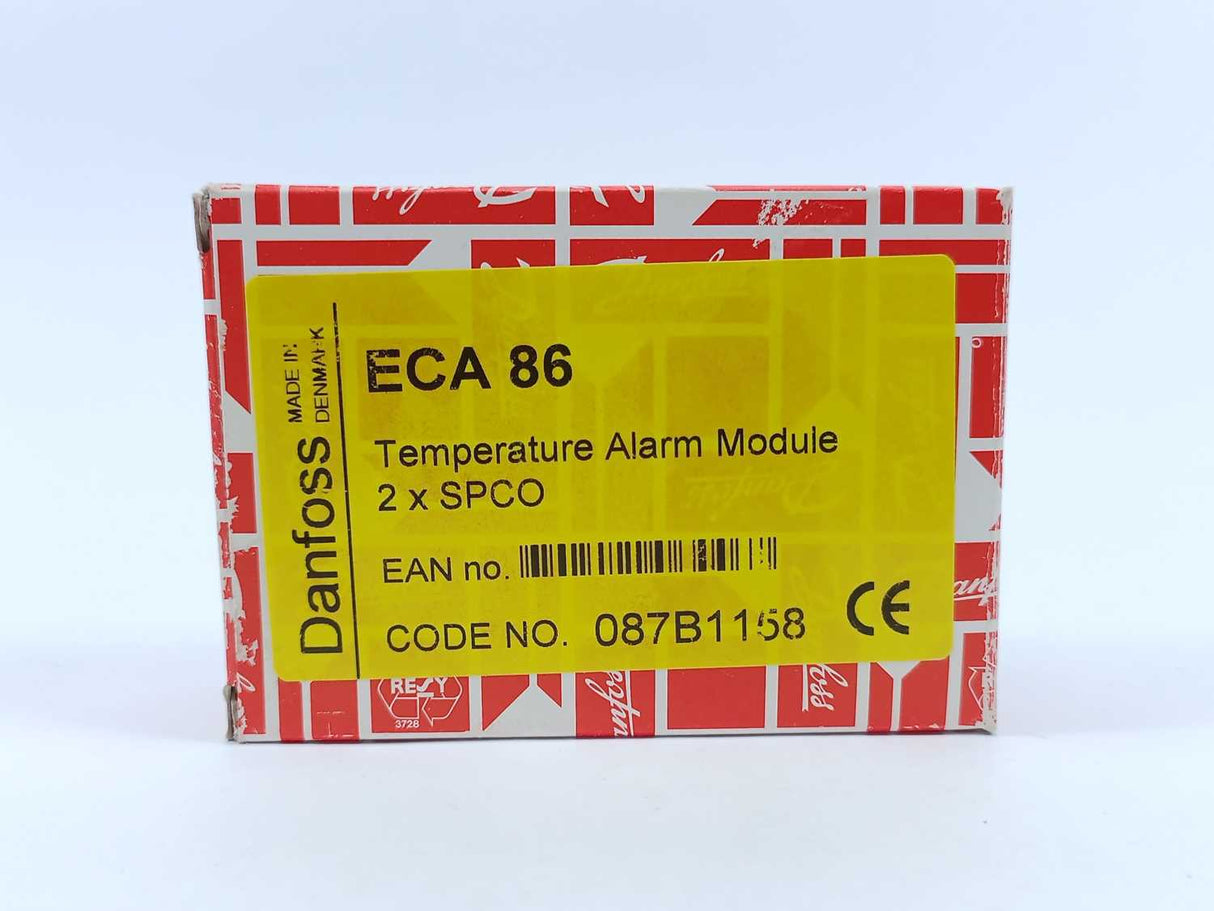 Danfoss
MADE IN
DENMARK
ECA 86
Temperature Alarm Module
2 x SPCO
EAN no.
CODE NO. 087B1158
CE
RESY
3728